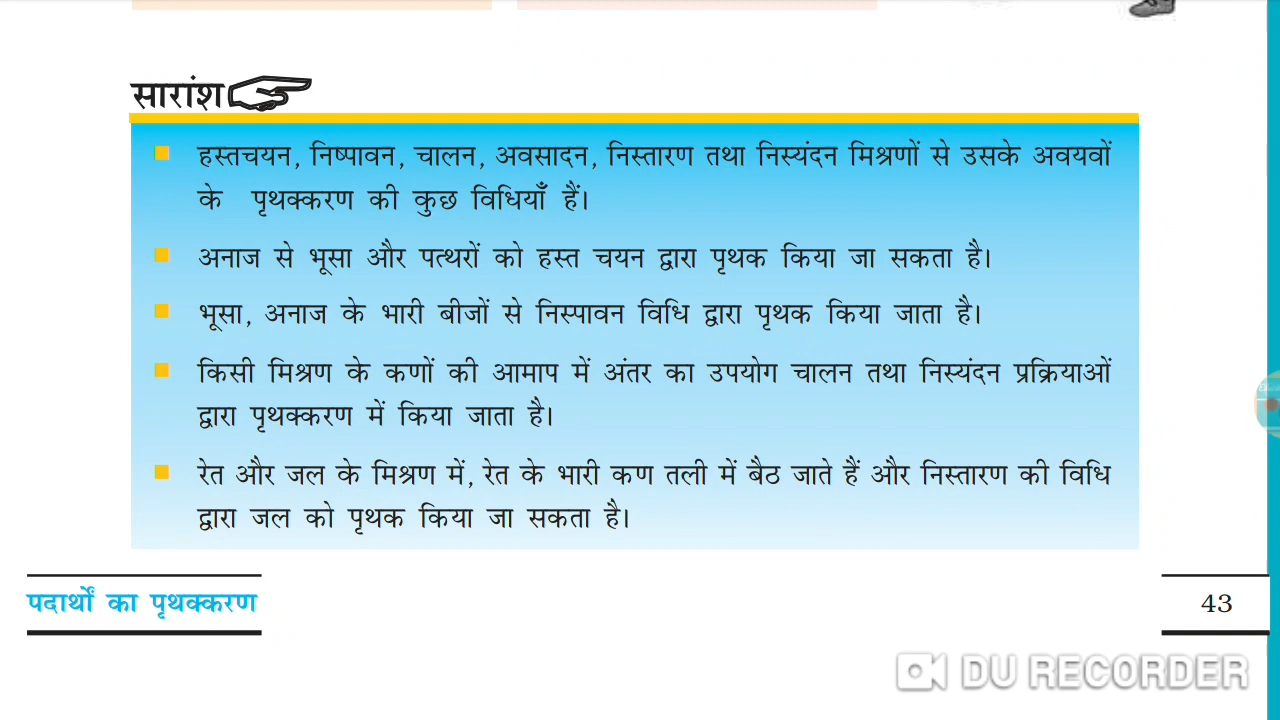 सारांश
हस्तचयन, निष्पावन, चालन, अवसादन, निस्तारण तथा निस्यंदन मिश्रणों से उसके अवयवों
के पृथक्करण की कुछ विधियाँ हैं।
अनाज से भूसा और पत्थरों को हस्त चयन द्वारा पृथक किया जा सकता है।
भूसा, अनाज के भारी बीजों से निस्पावन विधि द्वारा पृथक किया जाता है।
किसी मिश्रण के कणों की आमाप में अंतर का उपयोग चालन तथा निस्यंदन प्रक्रियाओं
द्वारा पृथक्करण में किया जाता है।
रेत और जल के मिश्रण में, रेत के भारी कण तली में बैठ जाते हैं और निस्तारण की विधि
द्वारा जल को पृथक किया जा सकता है।
पदार्थों का पृथक्करण
43
DU RECORDER